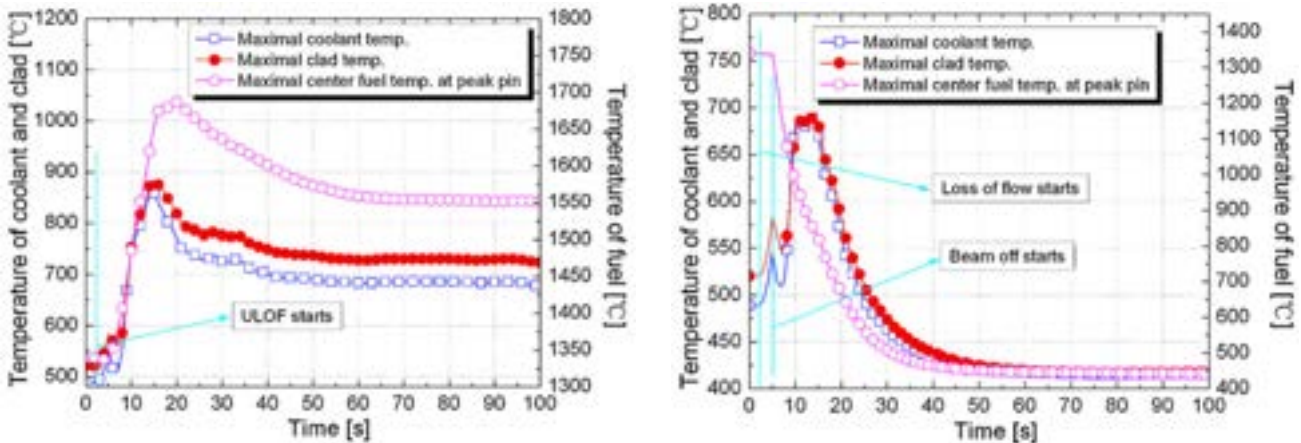 Temperature of coolant and clad [℃]
1200
1100
1000
900
800
700
600
500
Maximal coolant temp.
Maximal clad temp.
Maximal center fuel temp. at peak pin
ULOF starts
1800
1750
1700
1650
1600
1550
1500
1450
1400
1350
1300
Temperature of fuel [℃]
0 10 20 30 40 50 60 70 80 90 100
Time [s]
Temperature of coolant and clad [℃]
800
750
700
650
600
550
500
450
400
Maximal coolant temp.
Maximal clad temp.
Maximal center fuel temp. at peak pin
Loss of flow starts
Beam off starts
1400
1300
1200
1100
1000
900
800
700
600
500
400
Temperature of fuel [℃]
0 10 20 30 40 50 60 70 80 90 100
Time [s]